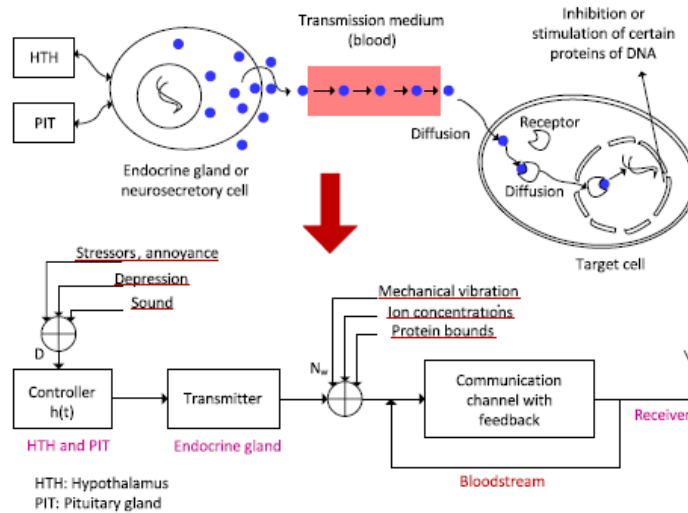 Transmission medium
(blood)
Inhibition or
stimulation of certain
proteins of DNA
HTH
PIT
Endocrine gland or
neurosecretory cell
Diffusion
Receptor
Diffusion
Target cell
Stressors, annoyance
Depression
Sound
D
Mechanical vibration
Ion concentrations
Protein bounds
Nw
Controller
h(t)
Transmitter
Communication
channel with
feedback
HTH and PIT
Endocrine gland
Receiver
Bloodstream
HTH: Hypothalamus
PIT: Pituitary gland